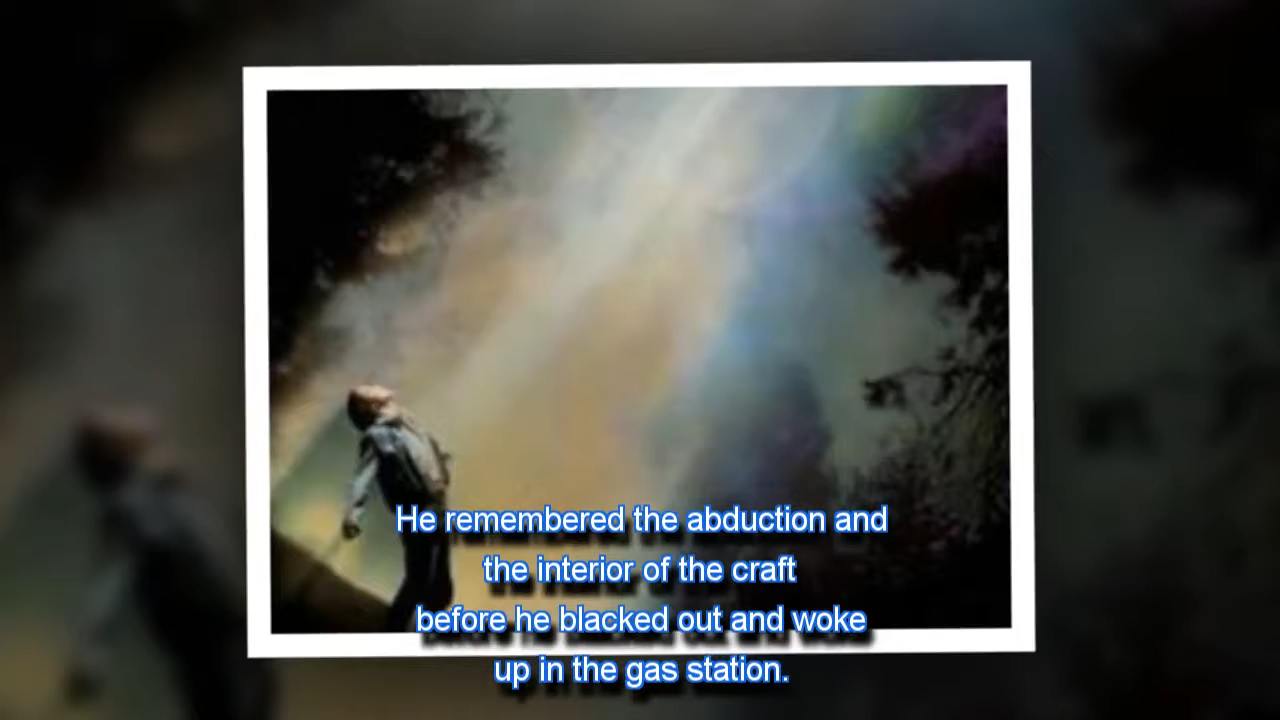 He remembered the abduction and
the interior of the craft
before he blacked out and woke
up in the gas station.